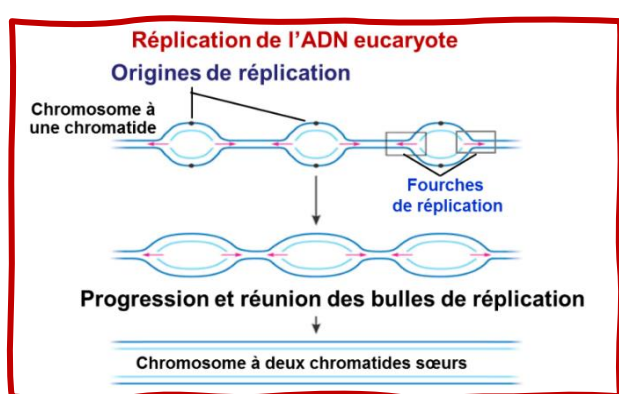 Réplication de l'ADN eucaryote
Origines de réplication
Chromosome à
une chromatide
Fourches
de réplication
Progression et réunion des bulles de réplication
Chromosome à deux chromatides sœurs